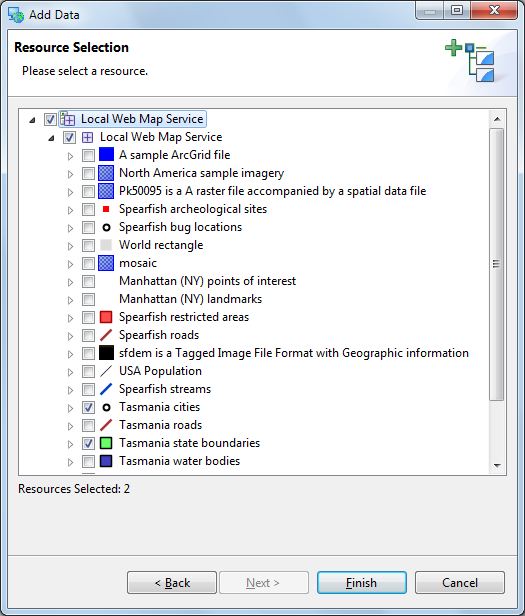 Add Data
Resource Selection
Please select a resource.
Local Web Map Service
Local Web Map Service
A sample ArcGrid file
North America sample imagery
Pk50095 is a A raster file accompanied by a spatial data file
Spearfish archeological sites
Spearfish bug locations
World rectangle
mosaic
Manhattan (NY) points of interest
Manhattan (NY) landmarks
Spearfish restricted areas
Spearfish roads
sfdem is a Tagged Image File Format with Geographic information
USA Population
Spearfish streams
Tasmania cities
Tasmania roads
Tasmania state boundaries
Tasmania water bodies
Resources Selected: 2
< Back
Next >
Finish
Cancel